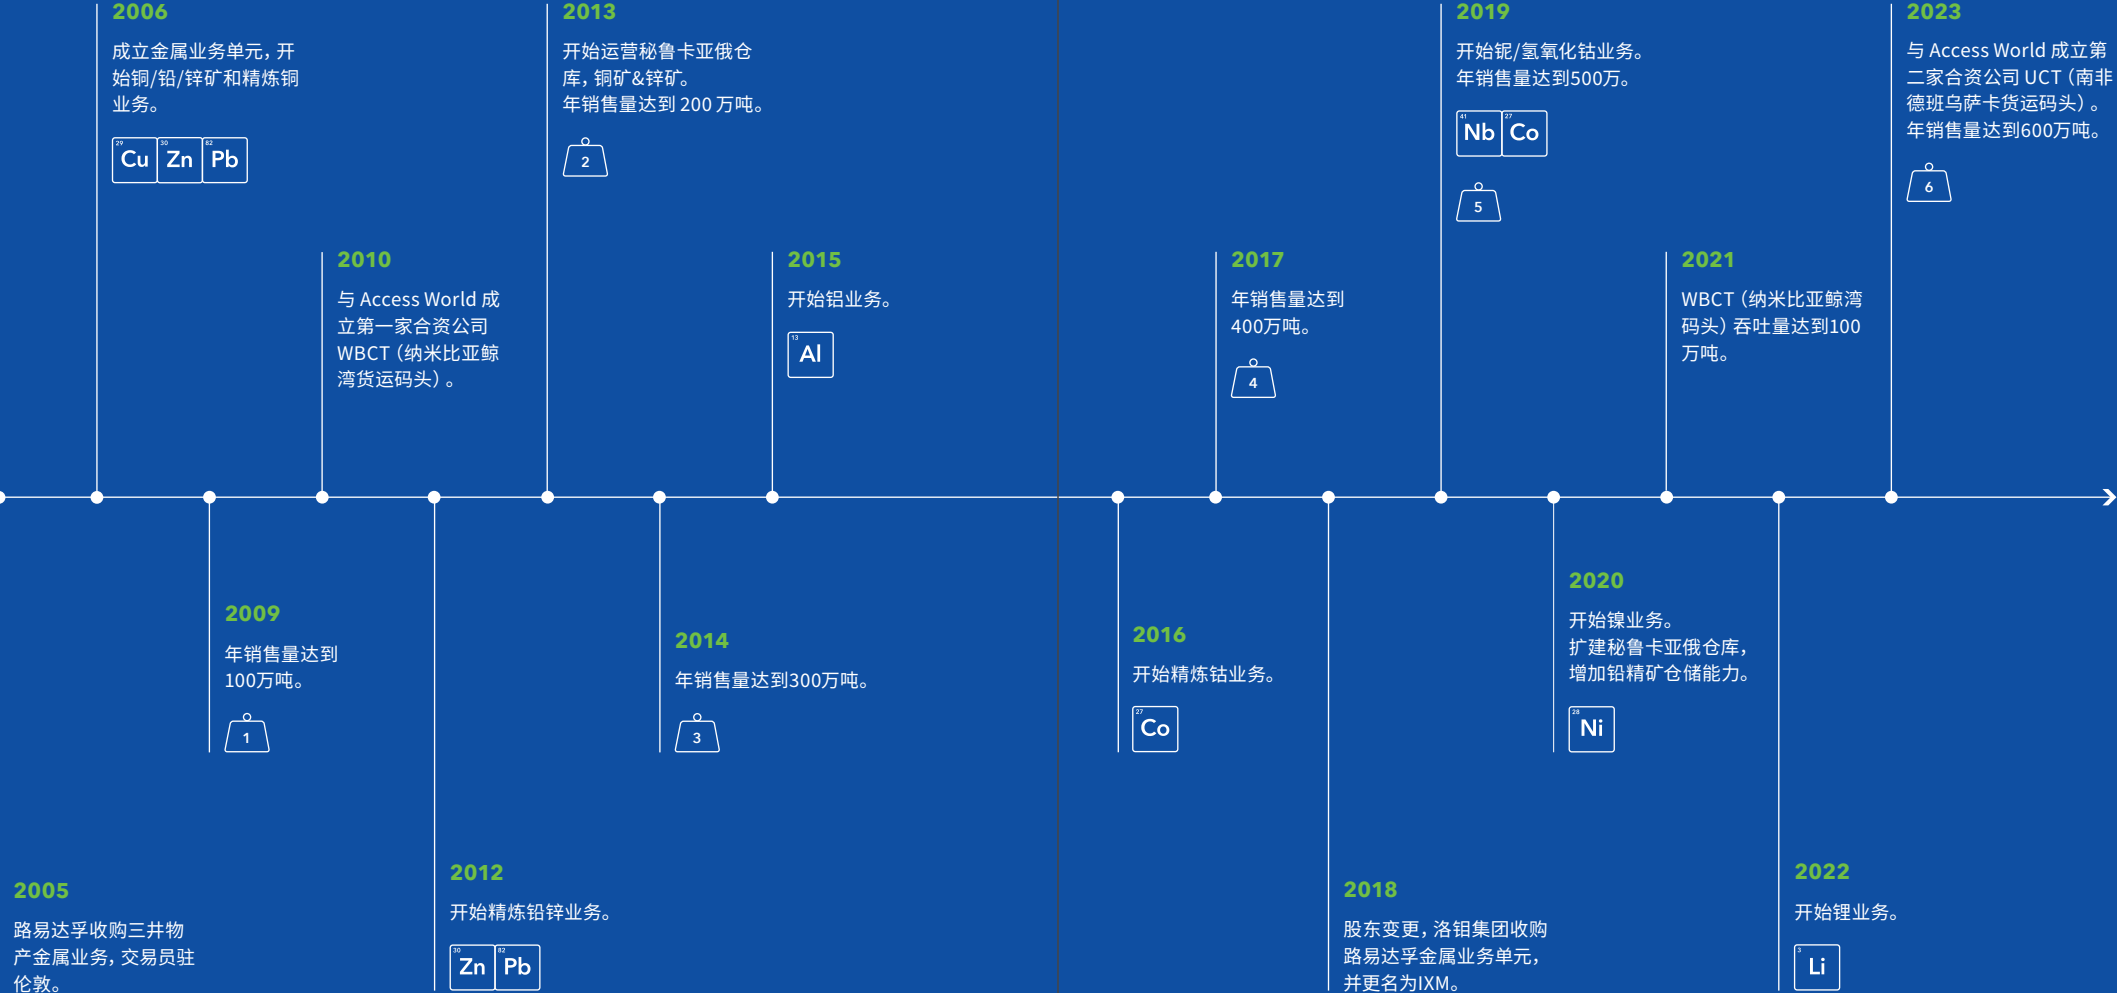 2006
成立金属业务单元，开
始铜/铅/锌矿和精炼铜
业务。
29
Cu
30
Zn
82
Pb
2013
开始运营秘鲁卡亚俄仓
库，铜矿&锌矿。
年销售量达到 200 万吨。
2
2019
开始铌/氢氧化钴业务。
年销售量达到500万。
41
Nb
27
Co
5
2023
与 Access World 成立第
二家合资公司 UCT（南非
德班乌萨卡货运码头）。
年销售量达到600万吨。
6
2010
与 Access World 成
立第一家合资公司
WBCT（纳米比亚鲸
湾货运码头）。
2015
开始铝业务。
13
Al
2017
年销售量达到
400万吨。
4
2021
WBCT（纳米比亚鲸湾
码头）吞吐量达到100
万吨。
2009
年销售量达到
100万吨。
1
2014
年销售量达到300万吨。
3
2016
开始精炼钴业务。
27
Co
2020
开始镍业务。
扩建秘鲁卡亚俄仓库，
增加铅精矿仓储能力。
28
Ni
2005
路易达孚收购三井物
产金属业务，交易员驻
伦敦。
2012
开始精炼铅锌业务。
30
Zn
82
Pb
2018
股东变更，洛钼集团收购
路易达孚金属业务单元，
并更名为IXM。
2022
开始锂业务。
3
Li